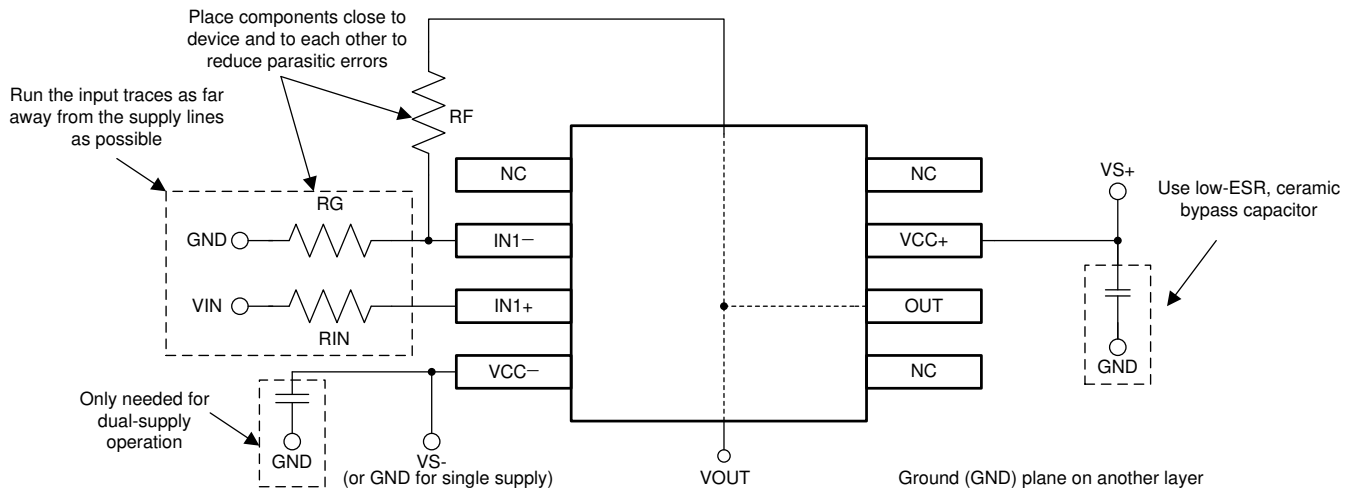 Place components close to
device and to each other to
reduce parasitic errors
Run the input traces as far
away from the supply lines
as possible
RF
NC
NC
VS+
Use low-ESR, ceramic
bypass capacitor
RG
GND
IN1−
VCC+
VIN
IN1+
OUT
RIN
VCC−
NC
GND
Only needed for
dual-supply
operation
GND
VS-
(or GND for single supply)
VOUT
Ground (GND) plane on another layer